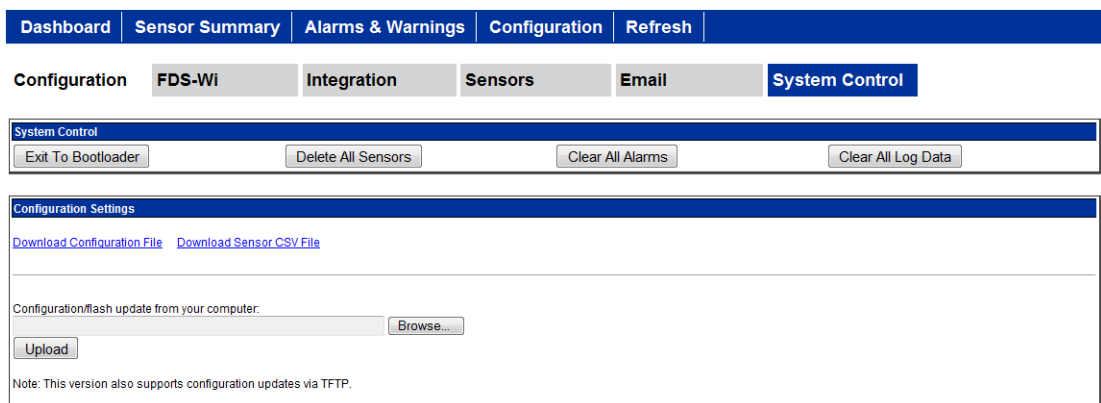 Dashboard Sensor Summary Alarms & Warnings Configuration Refresh
Configuration FDS-Wi Integration Sensors Email System Control
System Control
Exit To Bootloader Delete All Sensors Clear All Alarms Clear All Log Data
Configuration Settings
Download Configuration File Download Sensor CSV File
Configuration/flash update from your computer:
Browse...
Upload
Note: This version also supports configuration updates via TFTP.